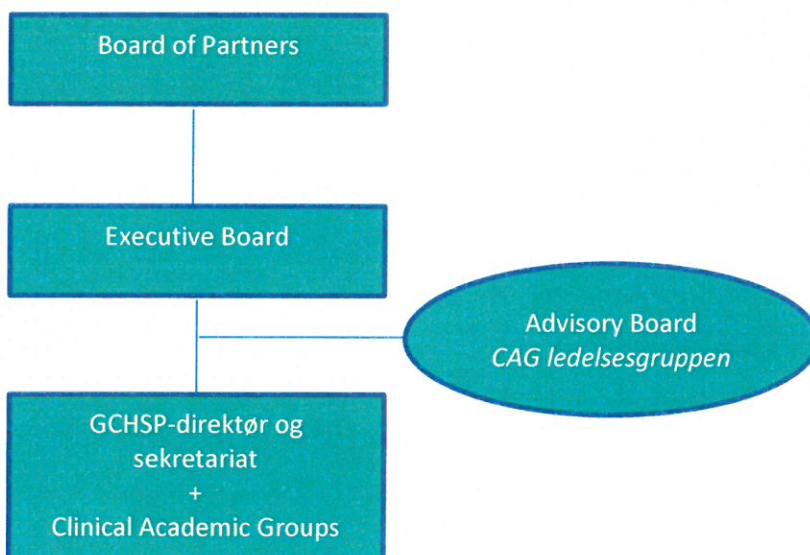 Board of Partners
Executive Board
Advisory Board
CAG ledelsesgruppen
GCHSP-direktør og
sekretariat
+
Clinical Academic Groups